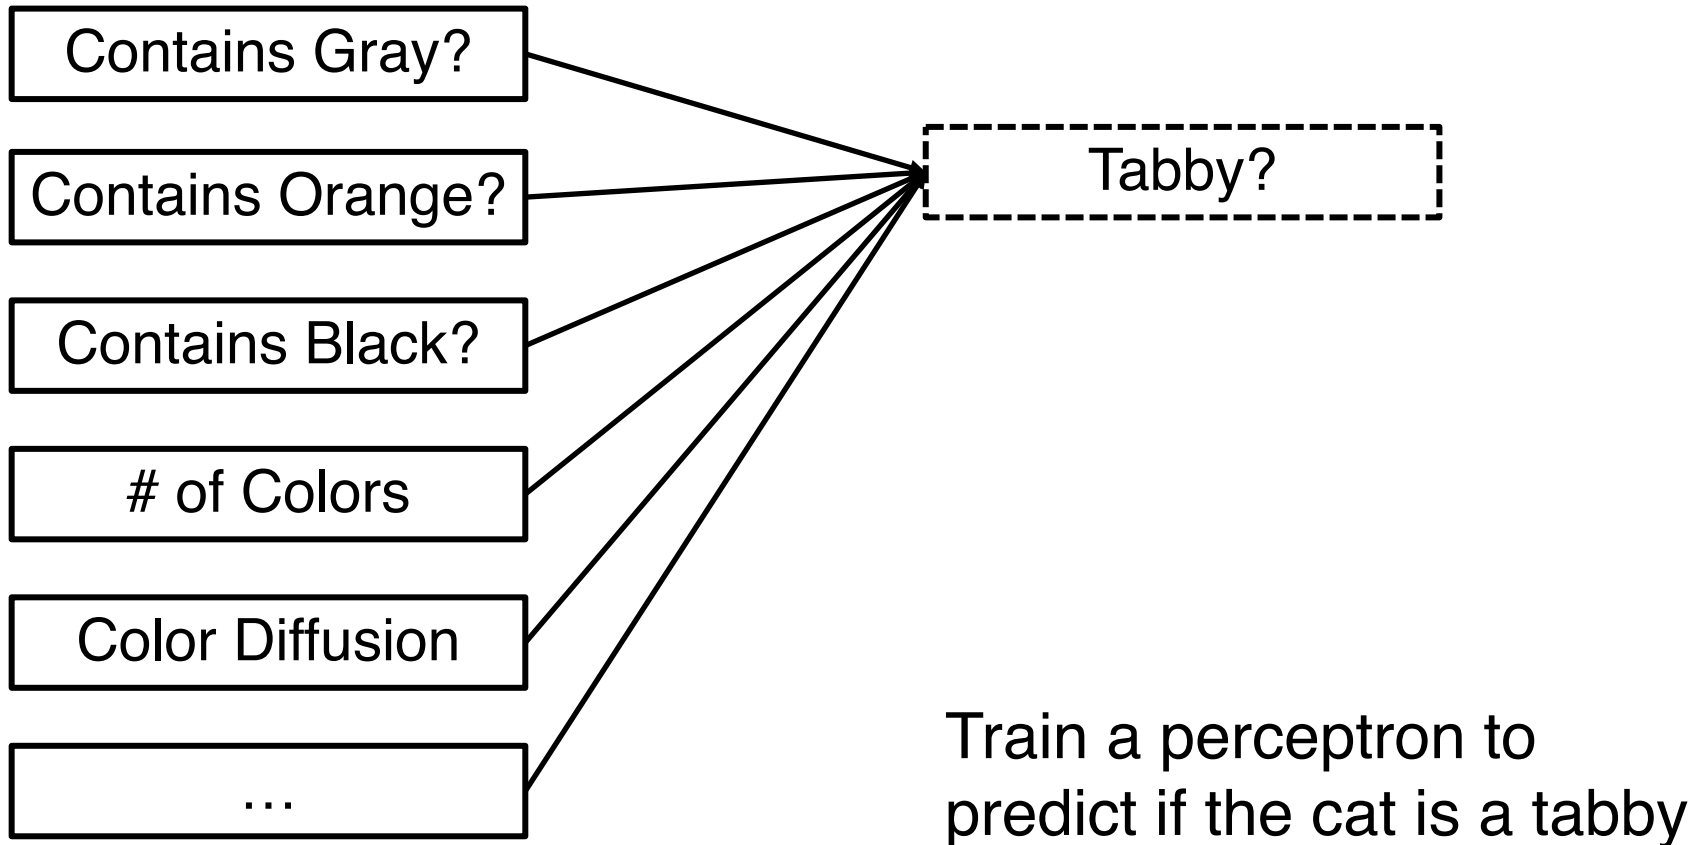 Contains Gray?
Contains Orange?
Contains Black?
# of Colors
Color Diffusion
…
Tabby?
Train a perceptron to
predict if the cat is a tabby